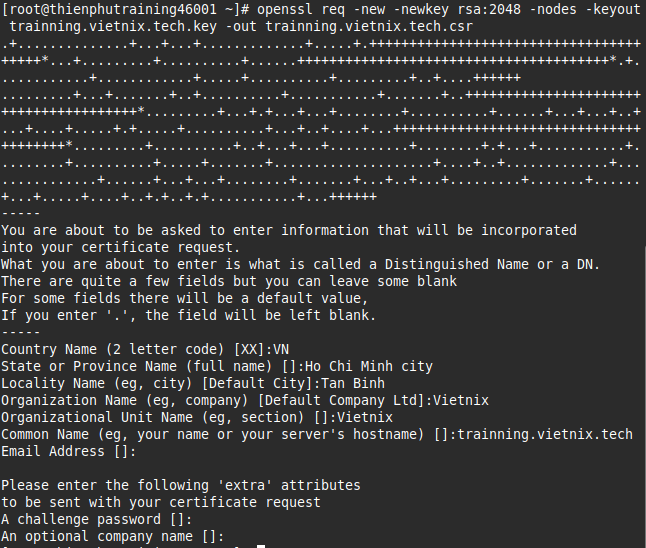 [root@thienphutraining46001 ~]# openssl req -new -newkey rsa:2048 -nodes -keyout
trainning.vietnix.tech.key -out trainning.vietnix.tech.csr
.+..............+...+...+.............+.....+.+++++++++++++++++++++++++++++++++
+++++*...+.........+..........+......+++++++++++++++++++++++++++++++++++++++*.+.
...........+............+.....+..........+.........+..+....++++++
.........+...+.......+..+..........+...........+.......+..++++++++++++++++++++++
+++++++++++++++++*.........+...+.+...+...+........+..........+......+...+...+..+
...+....+.....+.+.....+..........+...+..+....+...+++++++++++++++++++++++++++++++
++++++++*.........+..........+..+...+...+..........+.......+.+...+...........+.
........+..........+.....+.......+....................+....+..+.............+...
............+......+...+...+........+.......+...+..+...+.........+.......+......
+...+.....+....+..+.+..+.+...........+...++++++
-----
You are about to be asked to enter information that will be incorporated
into your certificate request.
What you are about to enter is what is called a Distinguished Name or a DN.
There are quite a few fields but you can leave some blank
For some fields there will be a default value,
If you enter '.', the field will be left blank.
-----
Country Name (2 letter code) [XX]:VN
State or Province Name (full name) []:Ho Chi Minh city
Locality Name (eg, city) [Default City]:Tan Binh
Organization Name (eg, company) [Default Company Ltd]:Vietnix
Organizational Unit Name (eg, section) []:Vietnix
Common Name (eg, your name or your server's hostname) []:trainning.vietnix.tech
Email Address []:
Please enter the following 'extra' attributes
to be sent with your certificate request
A challenge password []:
An optional company name []: